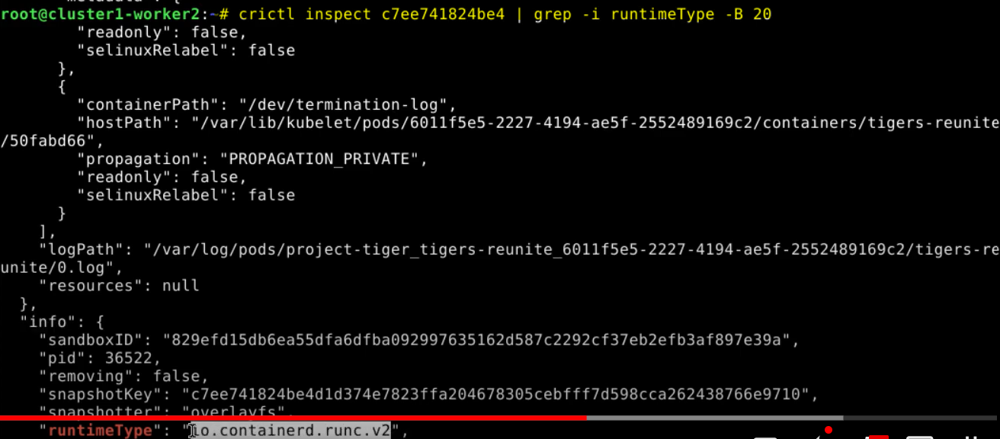 root@cluster1-worker2:~# crictl inspect c7ee741824be4 | grep -i runtimeType -B 20
"readonly": false,
"selinuxRelabel": false
},
{
"containerPath": "/dev/termination-log",
"hostPath": "/var/lib/kubelet/pods/6011f5e5-2227-4194-ae5f-2552489169c2/containers/tigers-reunite
/50fabd66",
"propagation": "PROPAGATION_PRIVATE",
"readonly": false,
"selinuxRelabel": false
}
],
"logPath": "/var/log/pods/project-tiger_tigers-reunite_6011f5e5-2227-4194-ae5f-2552489169c2/tigers-re
unite/0.log",
"resources": null
},
"info": {
"sandboxID": "829efd15db6ea55dfa6dfba092997635162d587c2292cf37eb2efb3af897e39a",
"pid": 36522,
"removing": false,
"snapshotKey": "c7ee741824be4d1d374e7823ffa204678305cebfff7d598cca262438766e9710",
"snapshotter": "overlayfs",
"runtimeType": "io.containerd.runc.v2",